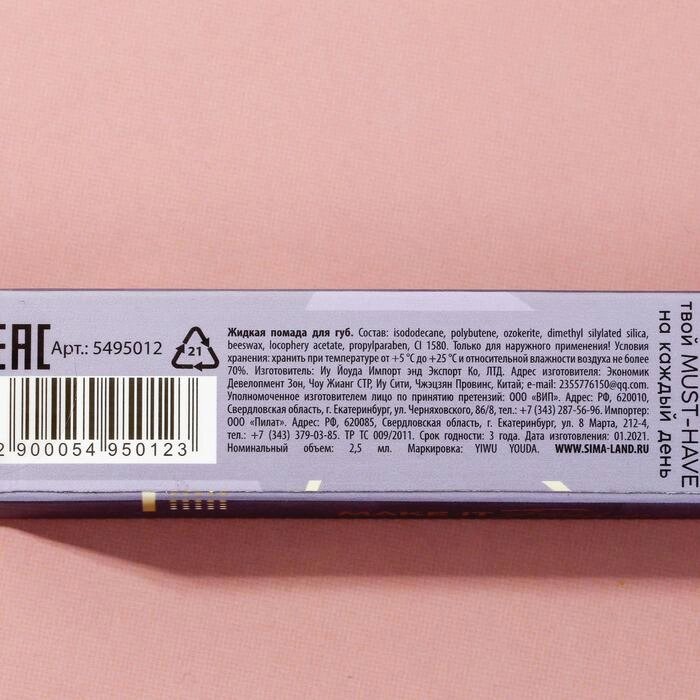 EAC
Арт.: 5495012
21
2 900054 950123
Жидкая помада для губ. Состав: isododecane, polybutene, ozokerite, dimethyl silylated silica,
beeswax, locophery acetate, propylparaben, CI 1580. Только для наружного применения! Условия
хранения: хранить при температуре от +5 °С до +25 °С и относительной влажности воздуха не более
70%. Изготовитель: Иу Йоуда Импорт энд Экспорт Ко, ЛТД. Адрес изготовителя: Экономик
Девелопмент Зон, Чоу Жианг СТР, Иу Сити, Чжэцзян Провинс, Китай; e-mail: 2355776150@qq.com.
Уполномоченное изготовителем лицо по принятию претензий: ООО «ВИП». Адрес: РФ, 620010,
Свердловская область, г. Екатеринбург, ул. Черняховского, 86/8, тел.: +7 (343) 287-56-96. Импортер:
ООО «Пилат». Адрес: РФ, 620085, Свердловская область, г. Екатеринбург, ул. 8 Марта, 212-4,
тел.: +7 (343) 379-03-85. ТР ТС 009/2011. Срок годности: 3 года. Дата изготовления: 01.2021.
Номинальный объем: 2,5 мл. Маркировка: YIWU YOUDA. WWW.SIMA-LAND.RU
твой MUST-HAVE
на каждый день
MAKE IT